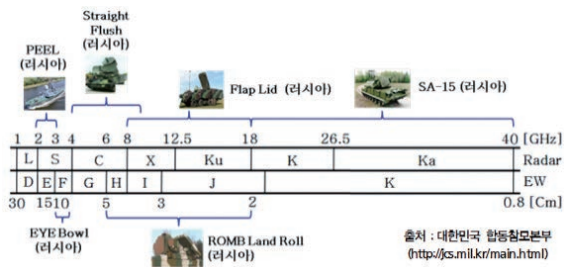 Straight
Flush
(러시아)
PEEL
(러시아)
Flap Lid (러시아)
SA-15 (러시아)
1 2 3 4 6 8 12.5 18 26.5 40 [GHz]
L S C X Ku K Ka Radar
D E F G H I J K EW
30 15 10 5 3 2 0.8 [Cm]
EYE Bowl
(러시아)
ROMB Land Roll
(러시아)
출처 : 대한민국 합동참모본부
(http://jcs.mil.kr/main.html)